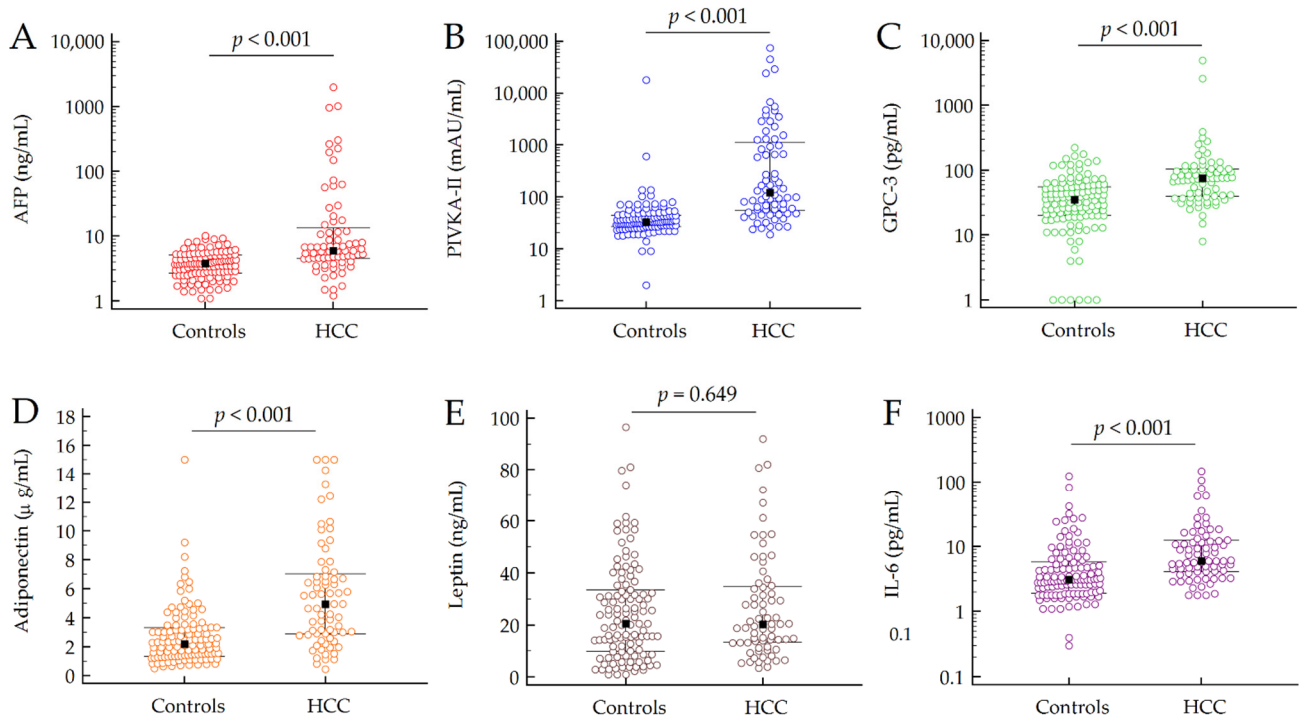 A
p < 0.001
10,000
1000
100
10
1
AFP (ng/mL)
Controls HCC
B
p < 0.001
100,000
10,000
1000
100
10
1
PIVKA-II (mAU/mL)
Controls HCC
C
p < 0.001
10,000
1000
100
10
1
GPC-3 (pg/mL)
Controls HCC
D
p < 0.001
18
16
14
12
10
8
6
4
2
0
Adiponectin (μ g/mL)
Controls HCC
E
p = 0.649
100
80
60
40
20
0
Leptin (ng/mL)
Controls HCC
F
p < 0.001
1000
100
10
1
0.1
0.1
IL-6 (pg/mL)
Controls HCC